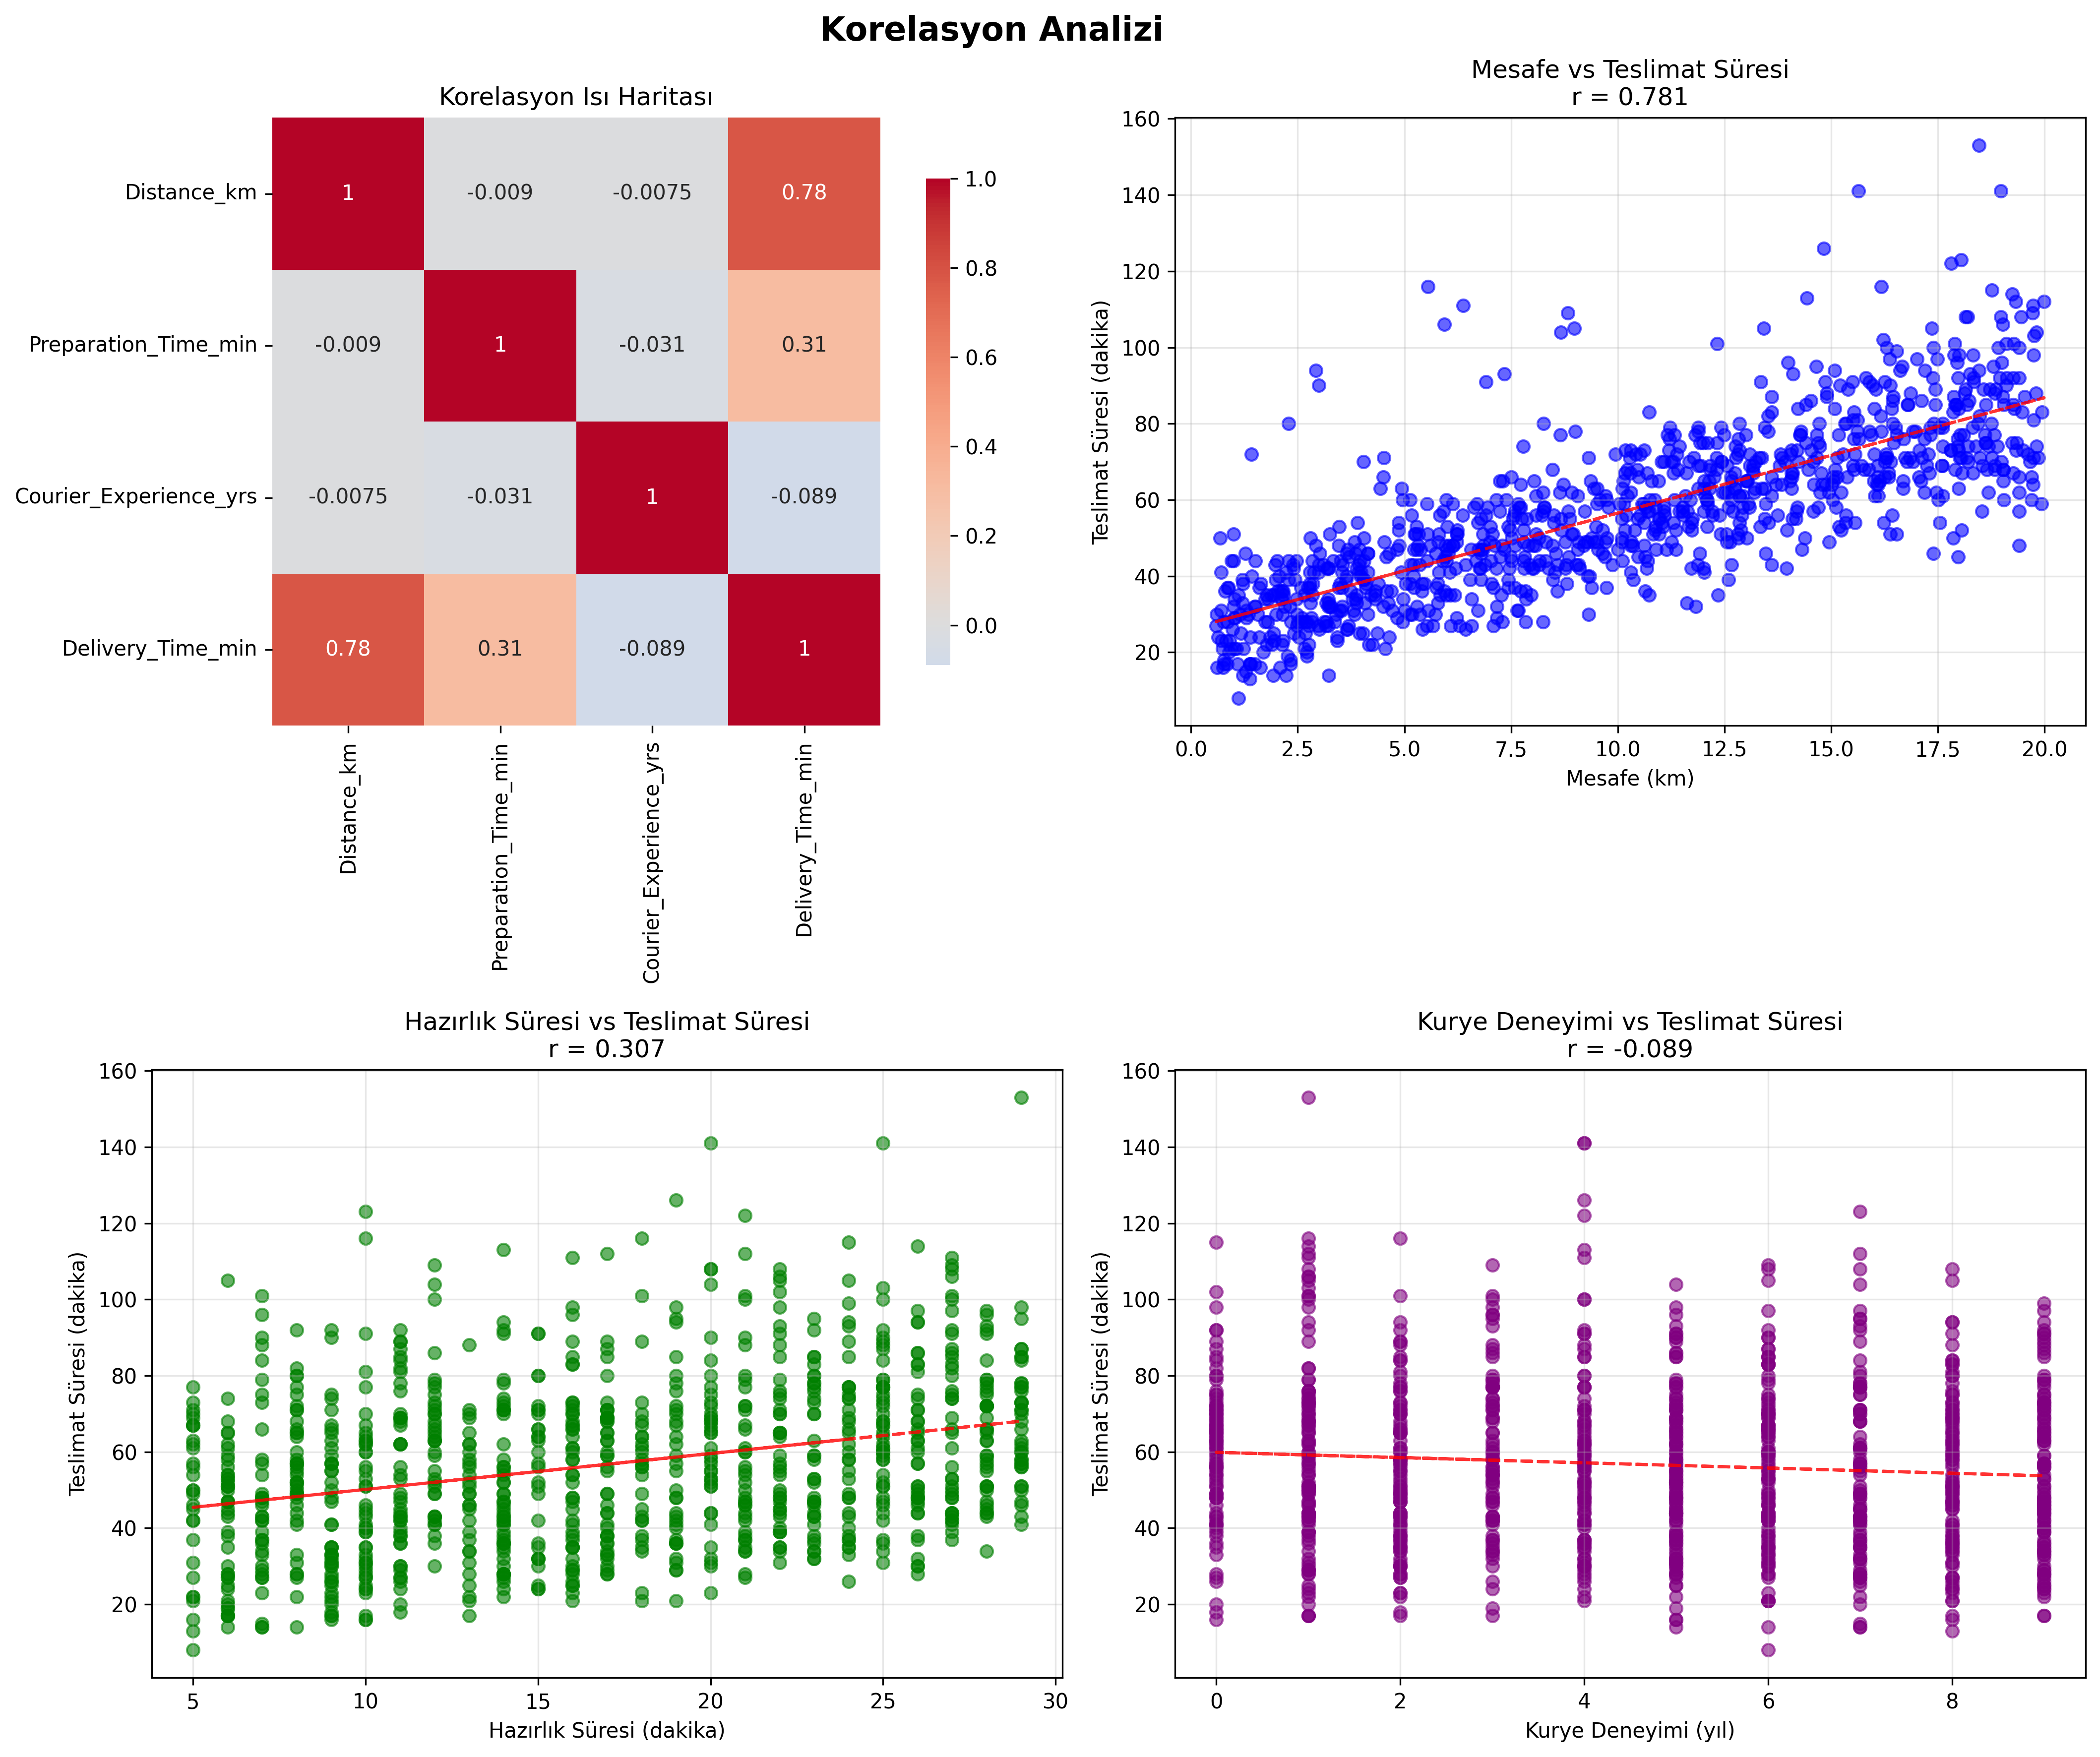 Korelasyon Analizi
Korelasyon Isı Haritası
Distance_km
Preparation_Time_min
Courier_Experience_yrs
Delivery_Time_min
1 -0.009 -0.0075 0.78
-0.009 1 -0.031 0.31
-0.0075 -0.031 1 -0.089
0.78 0.31 -0.089 1
Distance_km
Preparation_Time_min
Courier_Experience_yrs
Delivery_Time_min
1.0
0.8
0.6
0.4
0.2
0.0
Mesafe vs Teslimat Süresi
r = 0.781
Teslimat Süresi (dakika)
160
140
120
100
80
60
40
20
0.0 2.5 5.0 7.5 10.0 12.5 15.0 17.5 20.0
Mesafe (km)
Hazırlık Süresi vs Teslimat Süresi
r = 0.307
Teslimat Süresi (dakika)
160
140
120
100
80
60
40
20
5 10 15 20 25 30
Hazırlık Süresi (dakika)
Kurye Deneyimi vs Teslimat Süresi
r = -0.089
Teslimat Süresi (dakika)
160
140
120
100
80
60
40
20
0 2 4 6 8
Kurye Deneyimi (yıl)